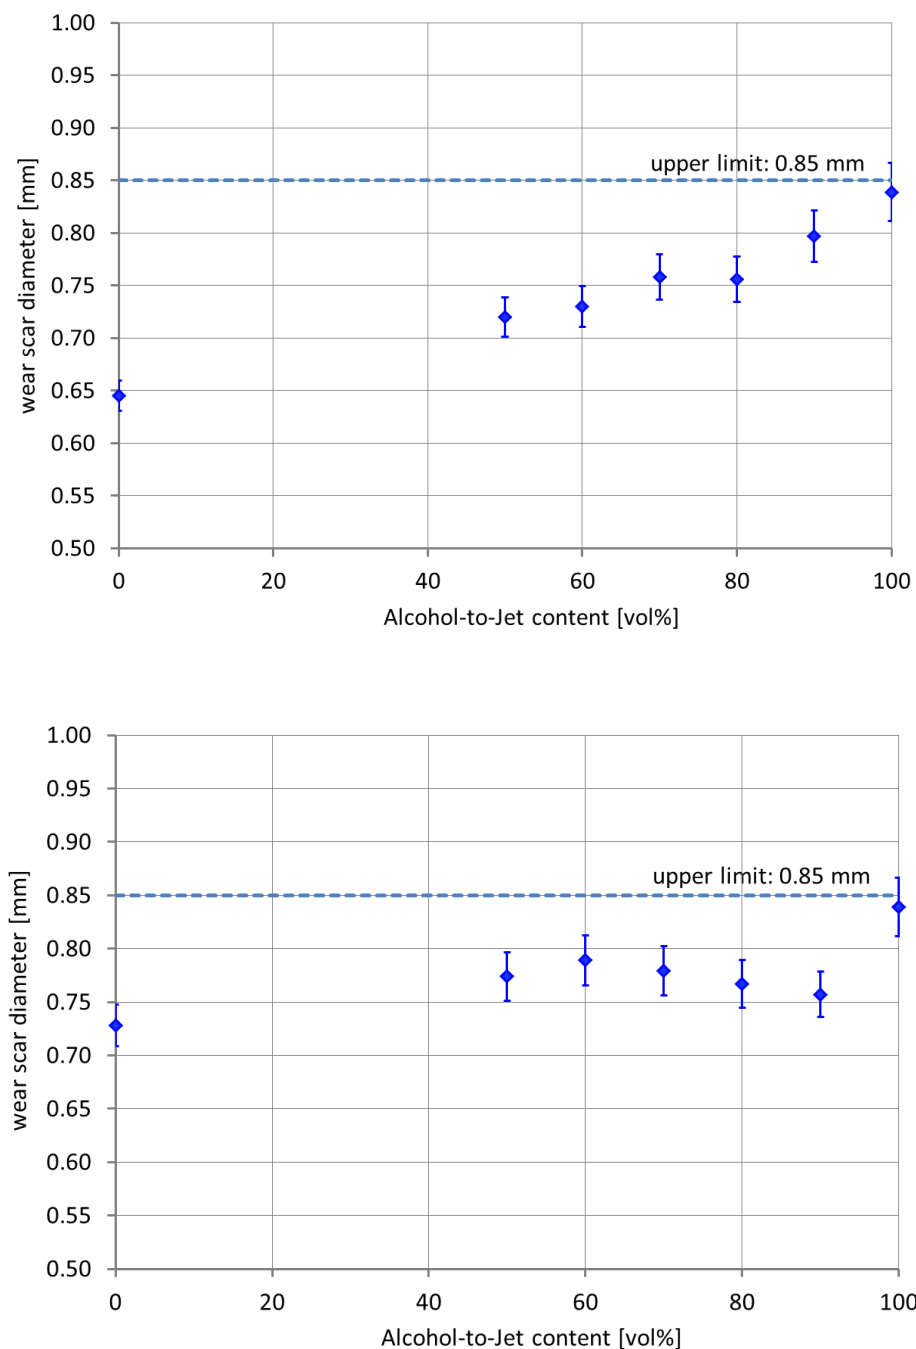 1.00
0.95
0.90
upper limit: 0.85 mm
0.85
0.80
0.75
0.70
0.65
0.60
0.55
0.50
wear scar diameter [mm]
0 20 40 60 80 100
Alcohol-to-Jet content [vol%]
1.00
0.95
0.90
upper limit: 0.85 mm
0.85
0.80
0.75
0.70
0.65
0.60
0.55
0.50
wear scar diameter [mm]
0 20 40 60 80 100
Alcohol-to-Jet content [vol%]